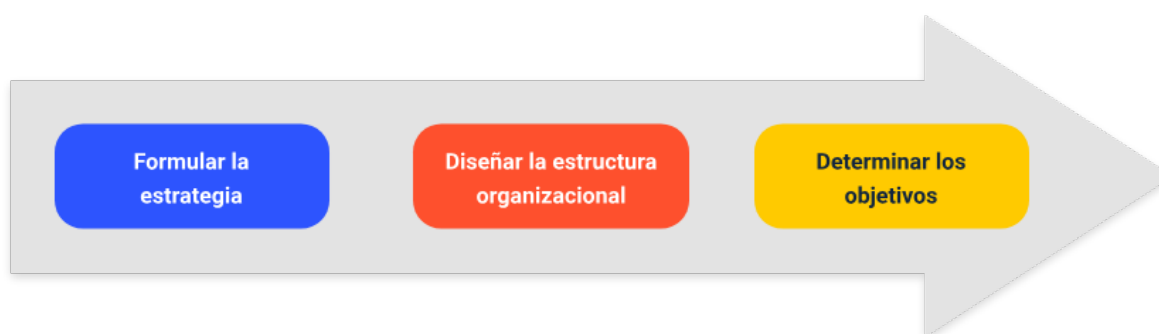 Formular la
estrategia
Diseñar la estructura
organizacional
Determinar los
objetivos